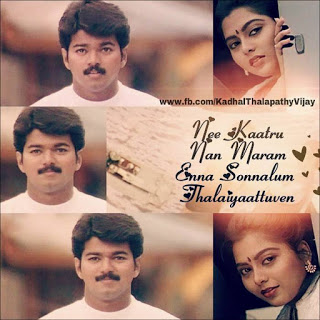 www.fb.com/KadhalThalapathyVijay
Nee Kaatru
Nan Maram
Enna Sonnalum
Thalaiyaattuven